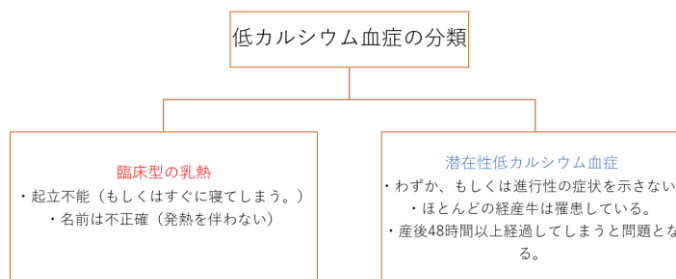 低カルシウム血症の分類
臨床型の乳熱
・起立不能（もしくはすぐに寝てしまう。）
・名前は不正確（発熱を伴わない）
潜在性低カルシウム血症
・わずか、もしくは進行性の症状を示さない
・ほとんどの経産牛は罹患している。
・産後48時間以上経過してしまうと問題とな
る。